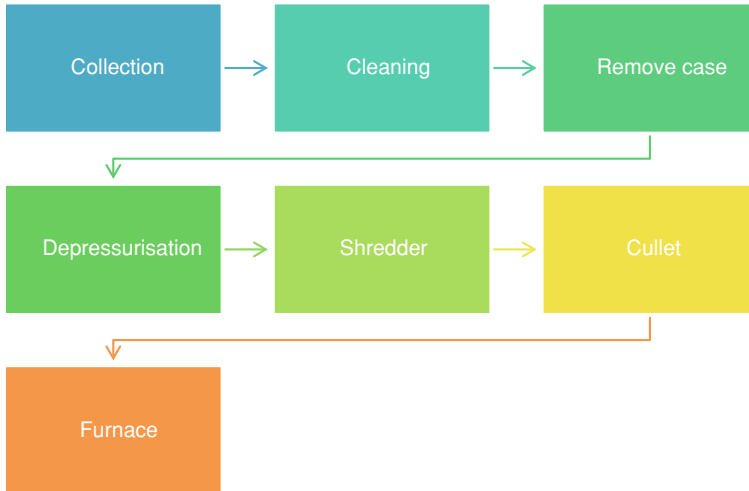 Collection
Cleaning
Remove case
Depressurisation
Shredder
Cullet
Furnace